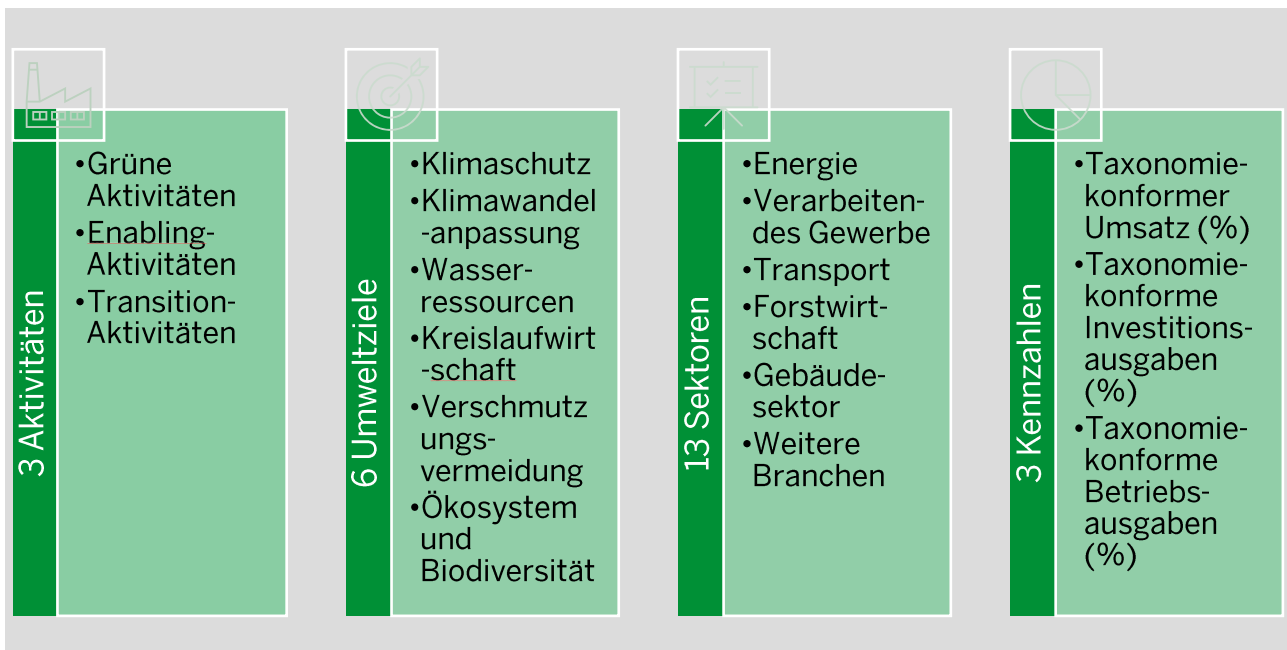 3 Aktivitäten
•Grüne
Aktivitäten
•Enabling-
Aktivitäten
•Transition-
Aktivitäten
6 Umweltziele
•Klimaschutz
•Klimawandel
-anpassung
•Wasser-
ressourcen
•Kreislaufwirt
-schaft
•Verschmutz
ungs-
vermeidung
•Ökosystem
und
Biodiversität
13 Sektoren
•Energie
•Verarbeiten-
des Gewerbe
•Transport
•Forstwirt-
schaft
•Gebäude-
sektor
•Weitere
Branchen
3 Kennzahlen
•Taxonomie-
konformer
Umsatz (%)
•Taxonomie-
konforme
Investitions-
ausgaben
(%)
•Taxonomie-
konforme
Betriebs-
ausgaben
(%)